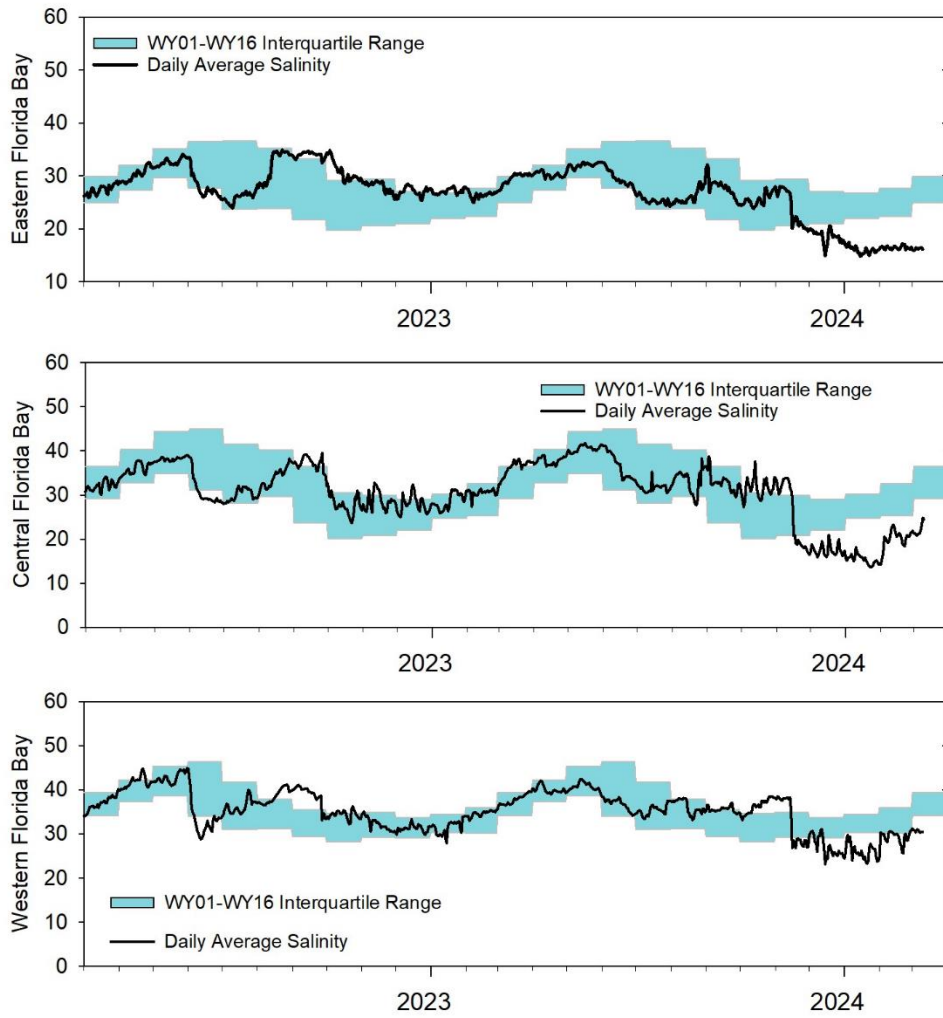 60
50
40
30
20
10
Eastern Florida Bay
WY01-WY16 Interquartile Range
Daily Average Salinity
2023
2024
60
50
40
30
20
10
0
Central Florida Bay
WY01-WY16 Interquartile Range
Daily Average Salinity
2023
2024
60
50
40
30
20
10
0
Western Florida Bay
WY01-WY16 Interquartile Range
Daily Average Salinity
2023
2024